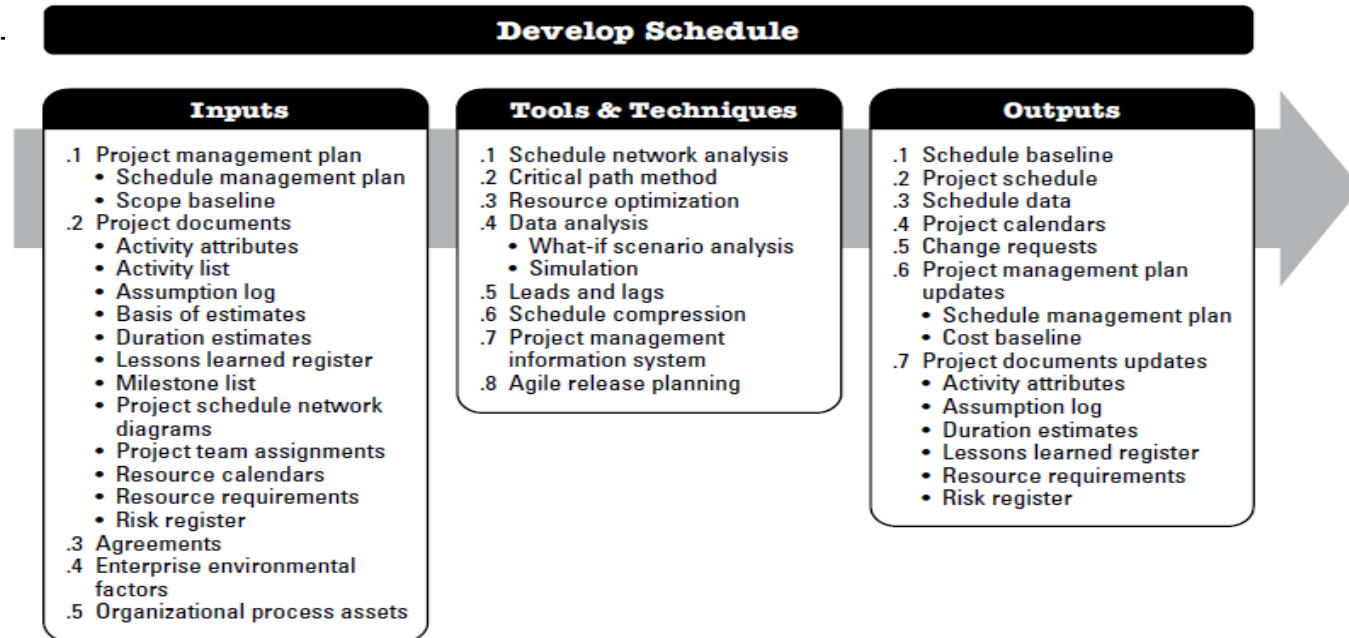 Develop Schedule
Inputs
.1 Project management plan
• Schedule management plan
• Scope baseline
.2 Project documents
• Activity attributes
• Activity list
• Assumption log
• Basis of estimates
• Duration estimates
• Lessons learned register
• Milestone list
• Project schedule network
diagrams
• Project team assignments
• Resource calendars
• Resource requirements
• Risk register
.3 Agreements
.4 Enterprise environmental
factors
.5 Organizational process assets
Tools & Techniques
.1 Schedule network analysis
.2 Critical path method
.3 Resource optimization
.4 Data analysis
• What-if scenario analysis
• Simulation
.5 Leads and lags
.6 Schedule compression
.7 Project management
information system
.8 Agile release planning
Outputs
.1 Schedule baseline
.2 Project schedule
.3 Schedule data
.4 Project calendars
.5 Change requests
.6 Project management plan
updates
• Schedule management plan
• Cost baseline
.7 Project documents updates
• Activity attributes
• Assumption log
• Duration estimates
• Lessons learned register
• Resource requirements
• Risk register